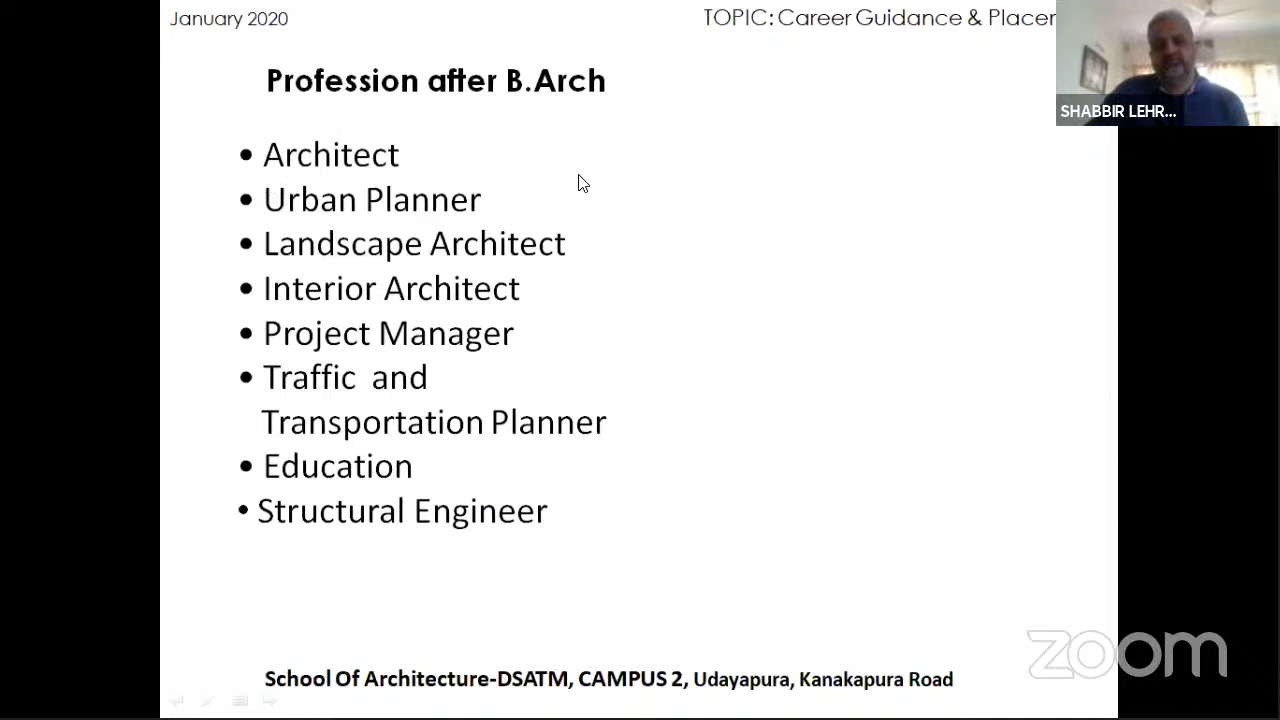 January 2020
TOPIC: Career Guidance & Placer
SHABBIR LEHR...
Profession after B.Arch
• Architect
• Urban Planner
• Landscape Architect
• Interior Architect
• Project Manager
• Traffic and
Transportation Planner
• Education
• Structural Engineer
School Of Architecture-DSATM, CAMPUS 2, Udayapura, Kanakapura Road
zoom